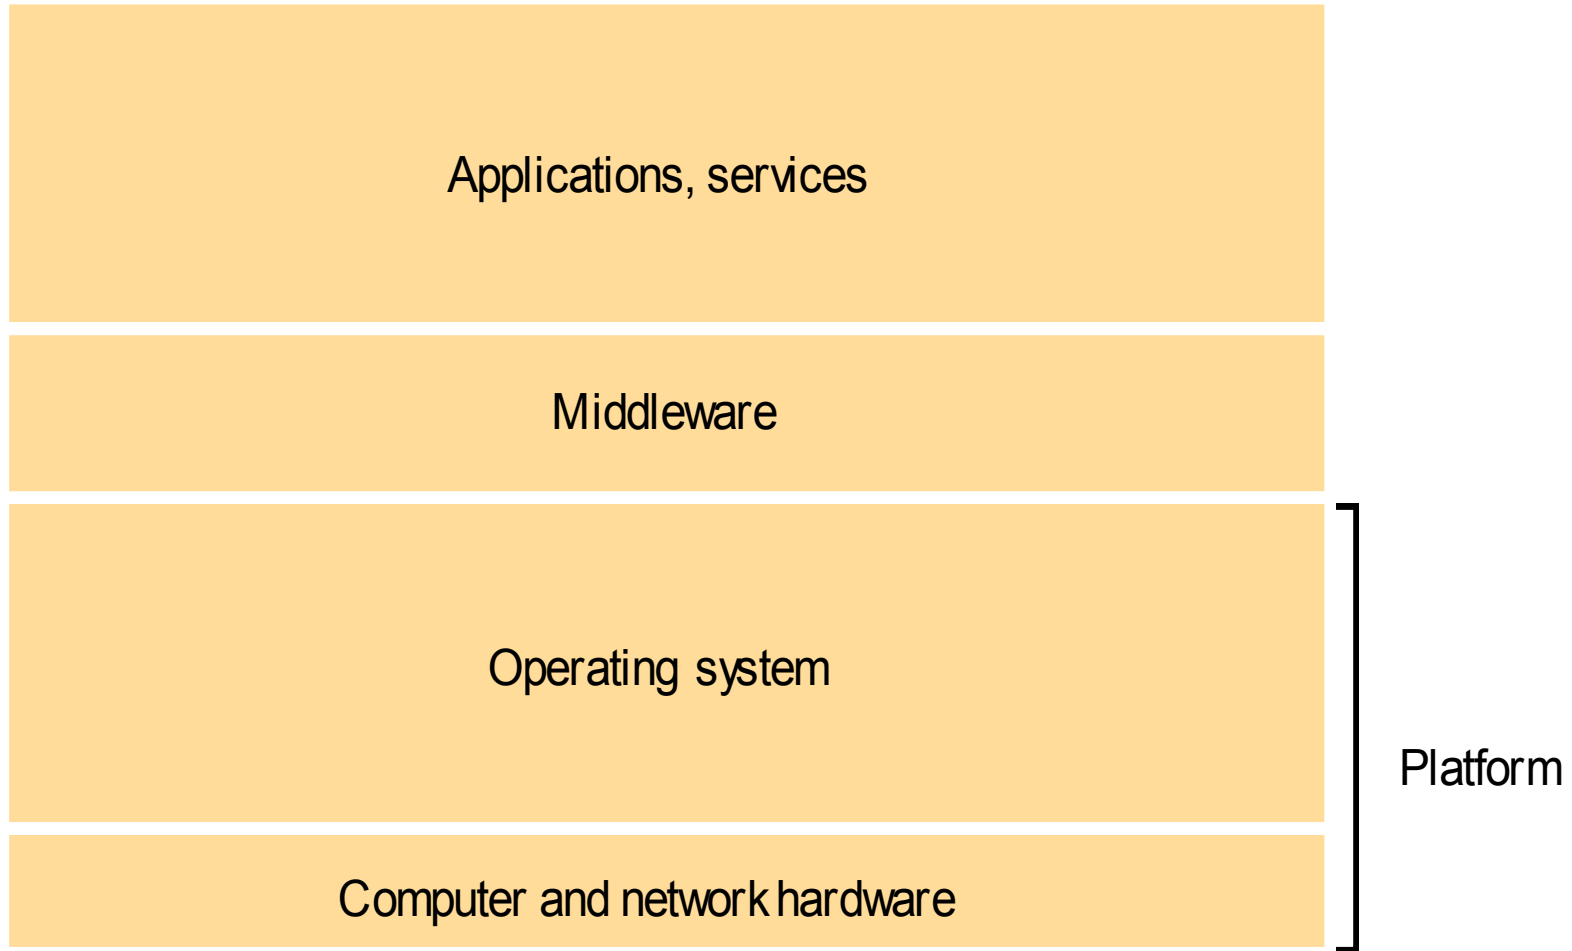 Applications, services
Middleware
Operating system
Platform
Computer and network hardware